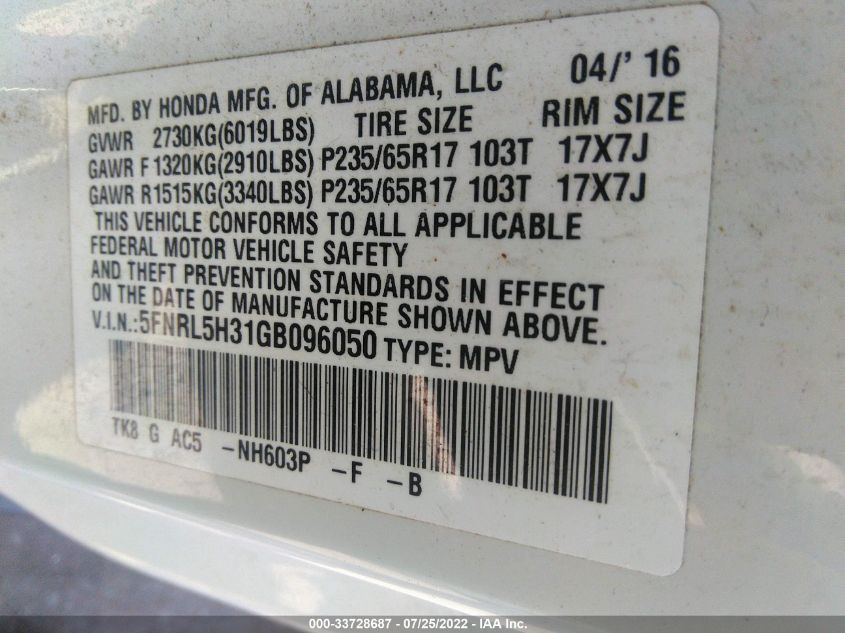 MFD. BY HONDA MFG. OF ALABAMA, LLC 04/' 16
GVWR 2730KG(6019LBS) TIRE SIZE RIM SIZE
GAWR F 1320KG(2910LBS) P235/65R17 103T 17X7J
GAWR R1515KG(3340LBS) P235/65R17 103T 17X7J
THIS VEHICLE CONFORMS TO ALL APPLICABLE
FEDERAL MOTOR VEHICLE SAFETY
AND THEFT PREVENTION STANDARDS IN EFFECT
ON THE DATE OF MANUFACTURE SHOWN ABOVE.
V.I.N.:5FNRL5H31GB096050 TYPE: MPV
TK8 G AC5 -NH603P -F -B
©-33728687 - 07/25/2022 - IAA Inc.